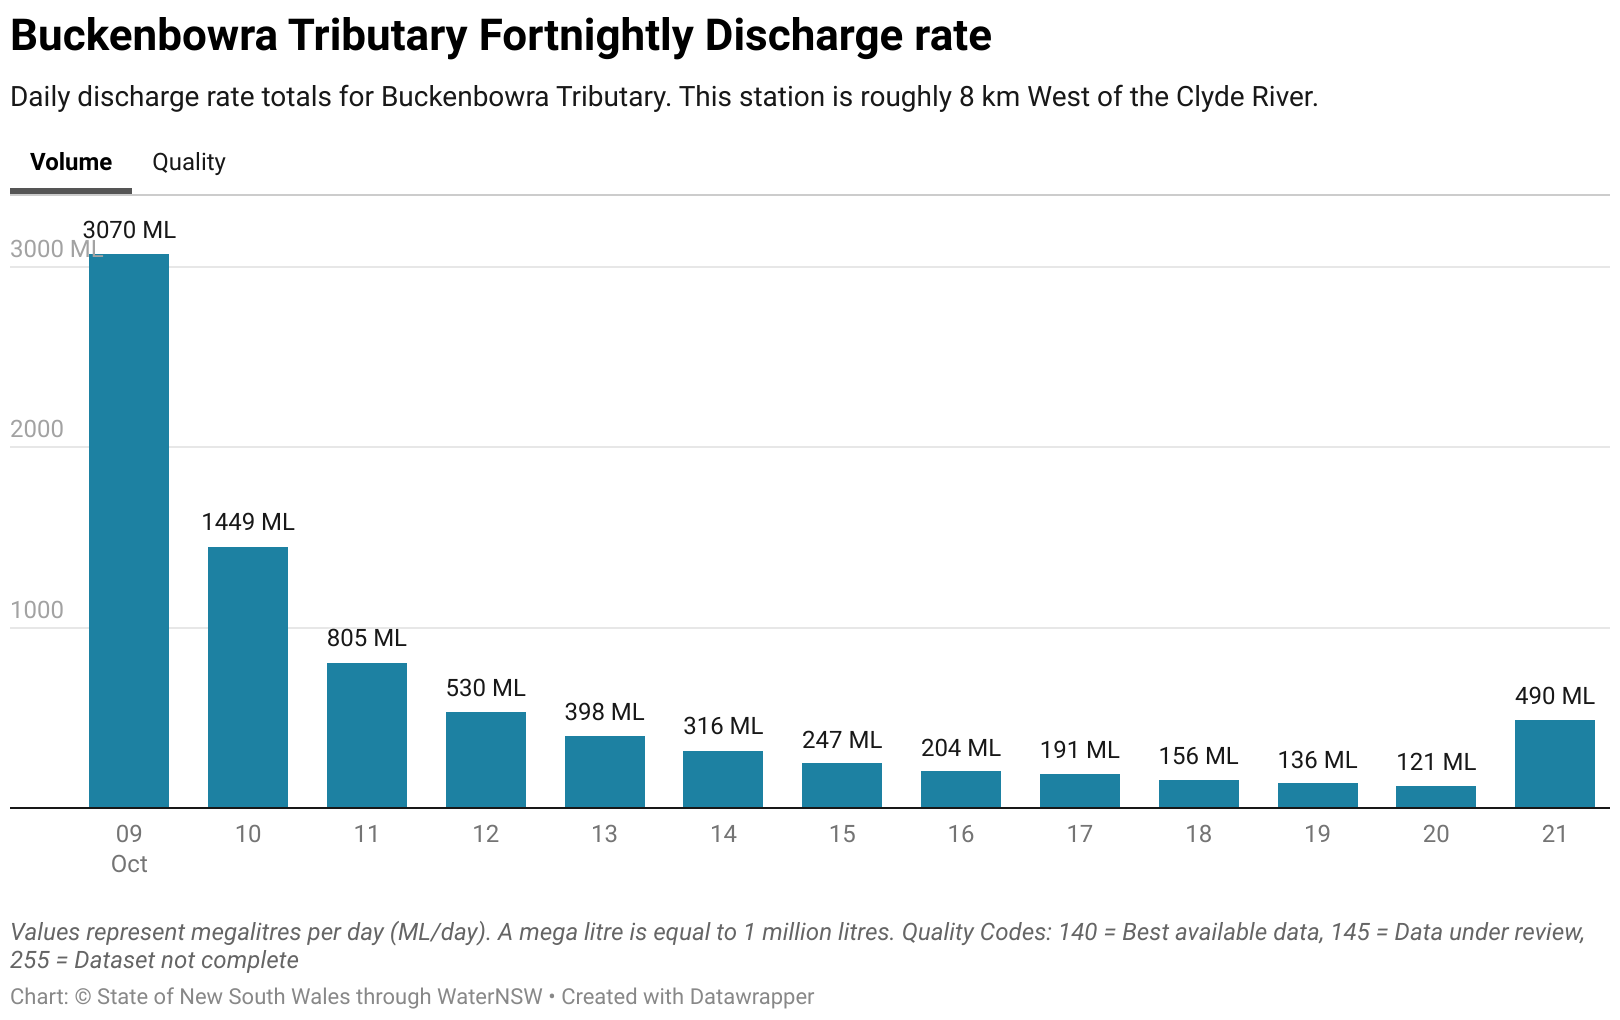 Buckenbowra Tributary Fortnightly Discharge rate
Daily discharge rate totals for Buckenbowra Tributary. This station is roughly 8 km West of the Clyde River.
Volume Quality
3070 ML
3000 ML
2000
1449 ML
1000
805 ML
530 ML
398 ML
316 ML
247 ML
204 ML
191 ML
156 ML
136 ML
121 ML
490 ML
09 10 11 12 13 14 15 16 17 18 19 20 21
Oct
Values represent megalitres per day (ML/day). A mega litre is equal to 1 million litres. Quality Codes: 140 = Best available data, 145 = Data under review,
255 = Dataset not complete
Chart: © State of New South Wales through WaterNSW • Created with Datawrapper